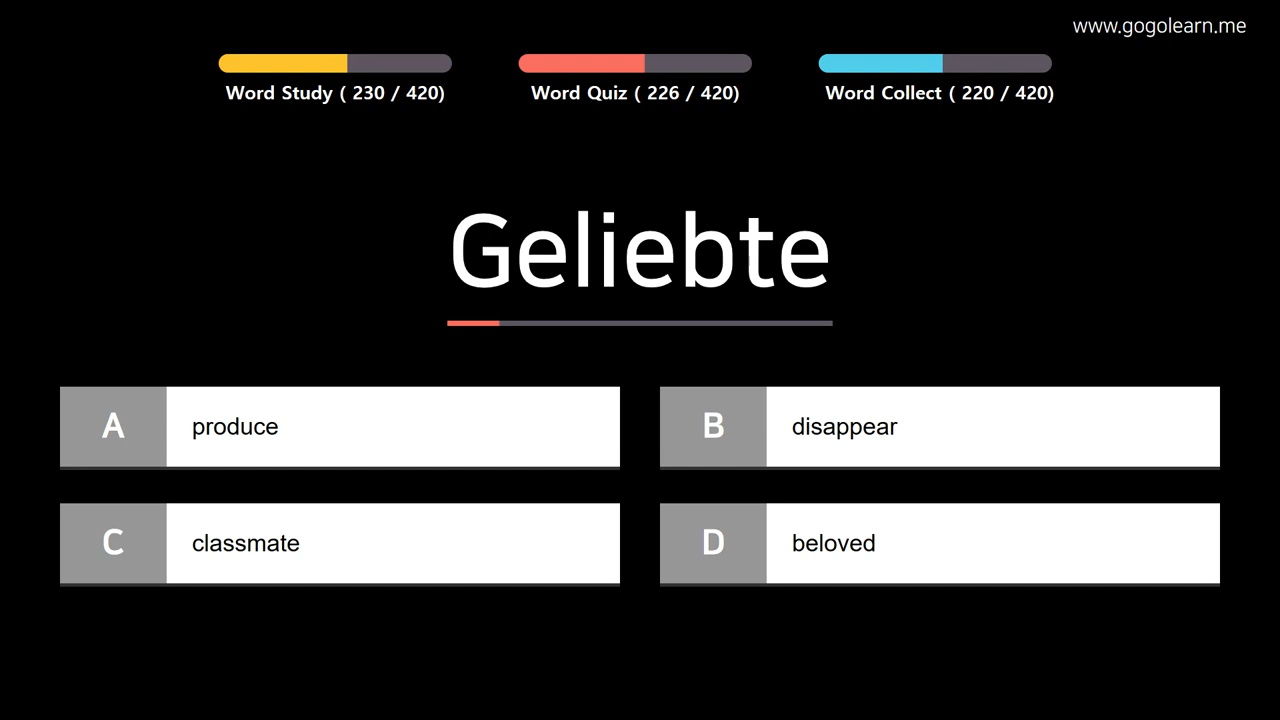 www.gogolearn.me
Word Study ( 230 / 420)
Word Quiz ( 226 / 420)
Word Collect ( 220 / 420)
Geliebte
A produce
B disappear
C classmate
D beloved